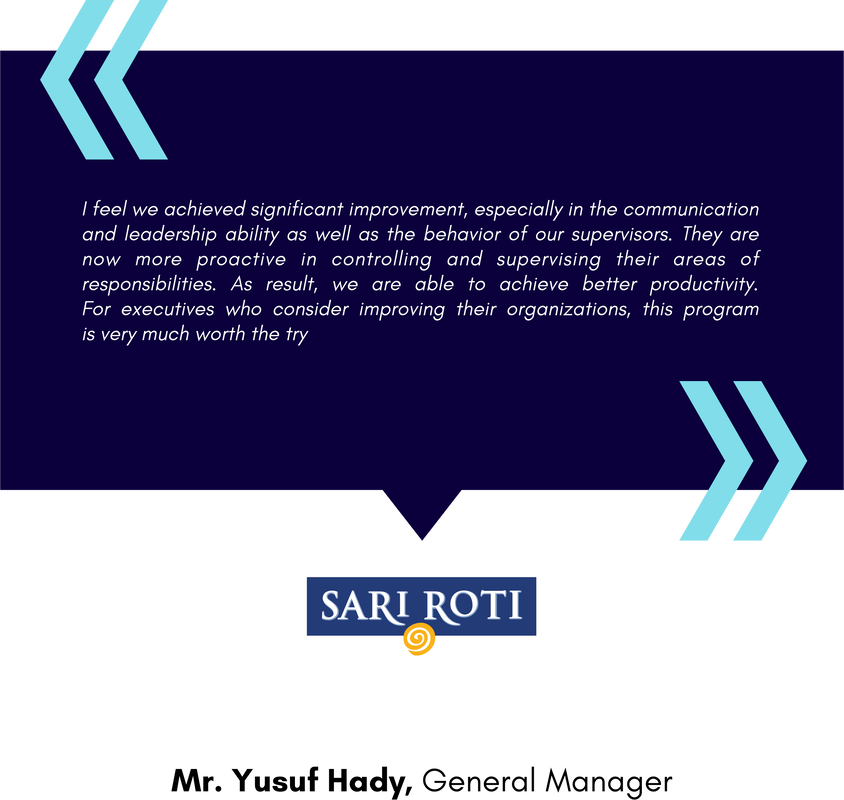 I feel we achieved significant improvement, especially in the communication
and leadership ability as well as the behavior of our supervisors. They are
now more proactive in controlling and supervising their areas of
responsibilities. As result, we are able to achieve better productivity.
For executives who consider improving their organizations, this program
is very much worth the try
SARI ROTI
Mr. Yusuf Hady, General Manager